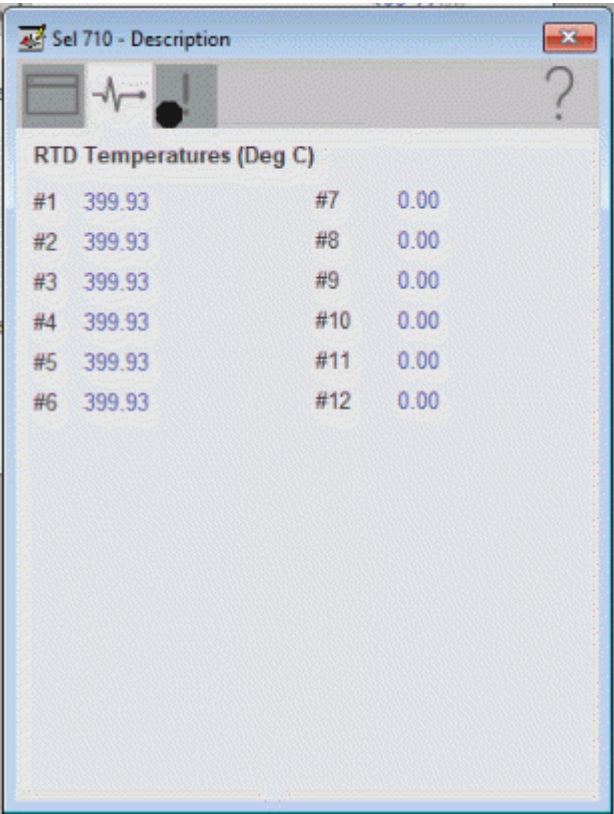 Sel 710 - Description
?
RTD Temperatures (Deg C)
#1 399.93 #7 0.00
#2 399.93 #8 0.00
#3 399.93 #9 0.00
#4 399.93 #10 0.00
#5 399.93 #11 0.00
#6 399.93 #12 0.00